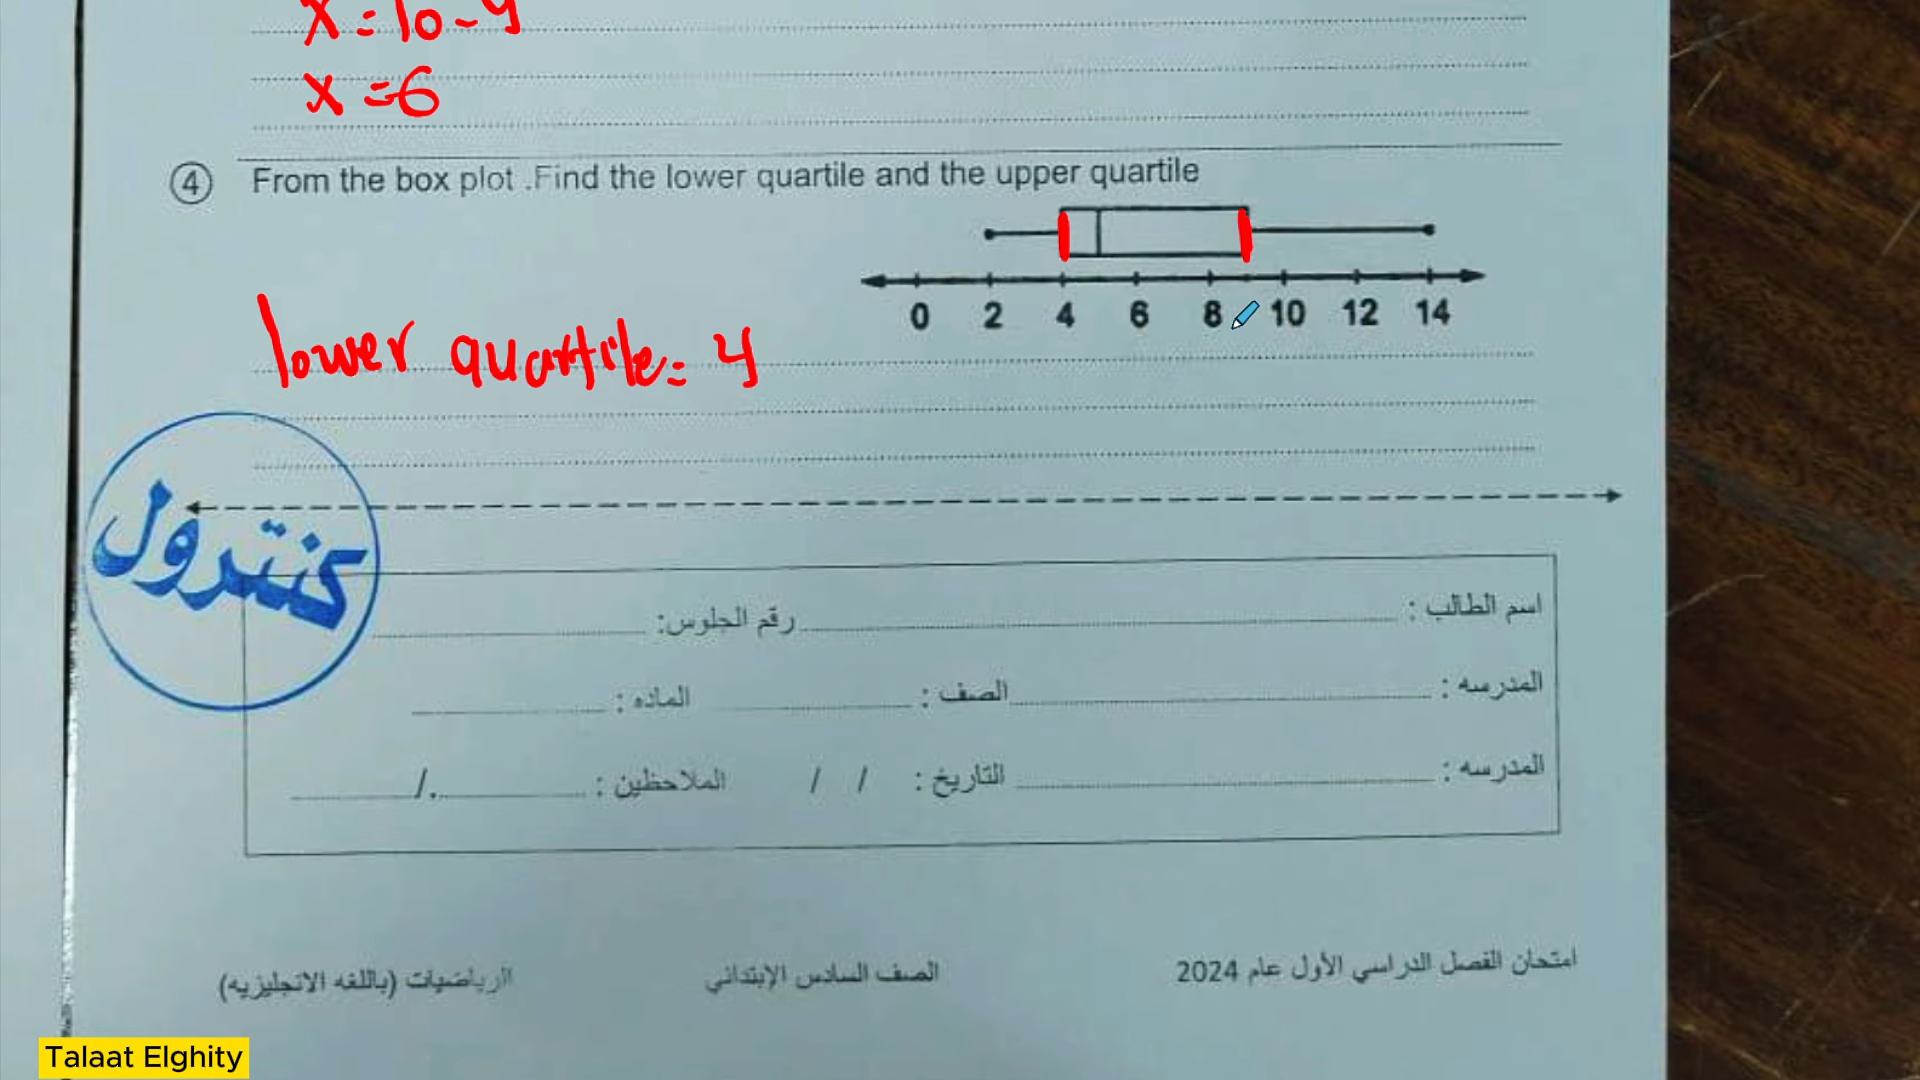 x = 10 - 4
x = 6
4 From the box plot .Find the lower quartile and the upper quartile
0 2 4 6 8 10 12 14
lower quartile = 4
كنترول
اسم الطالب : رقم الجلوس:
المدرسه : الصف : الماده :
المدرسه : التاريخ : / / الملاحظين : /
امتحان الفصل الدراسي الأول عام 2024 الصف السادس الإبتدائي الرياضيات (باللغه الانجليزيه)
Talaat Elghity